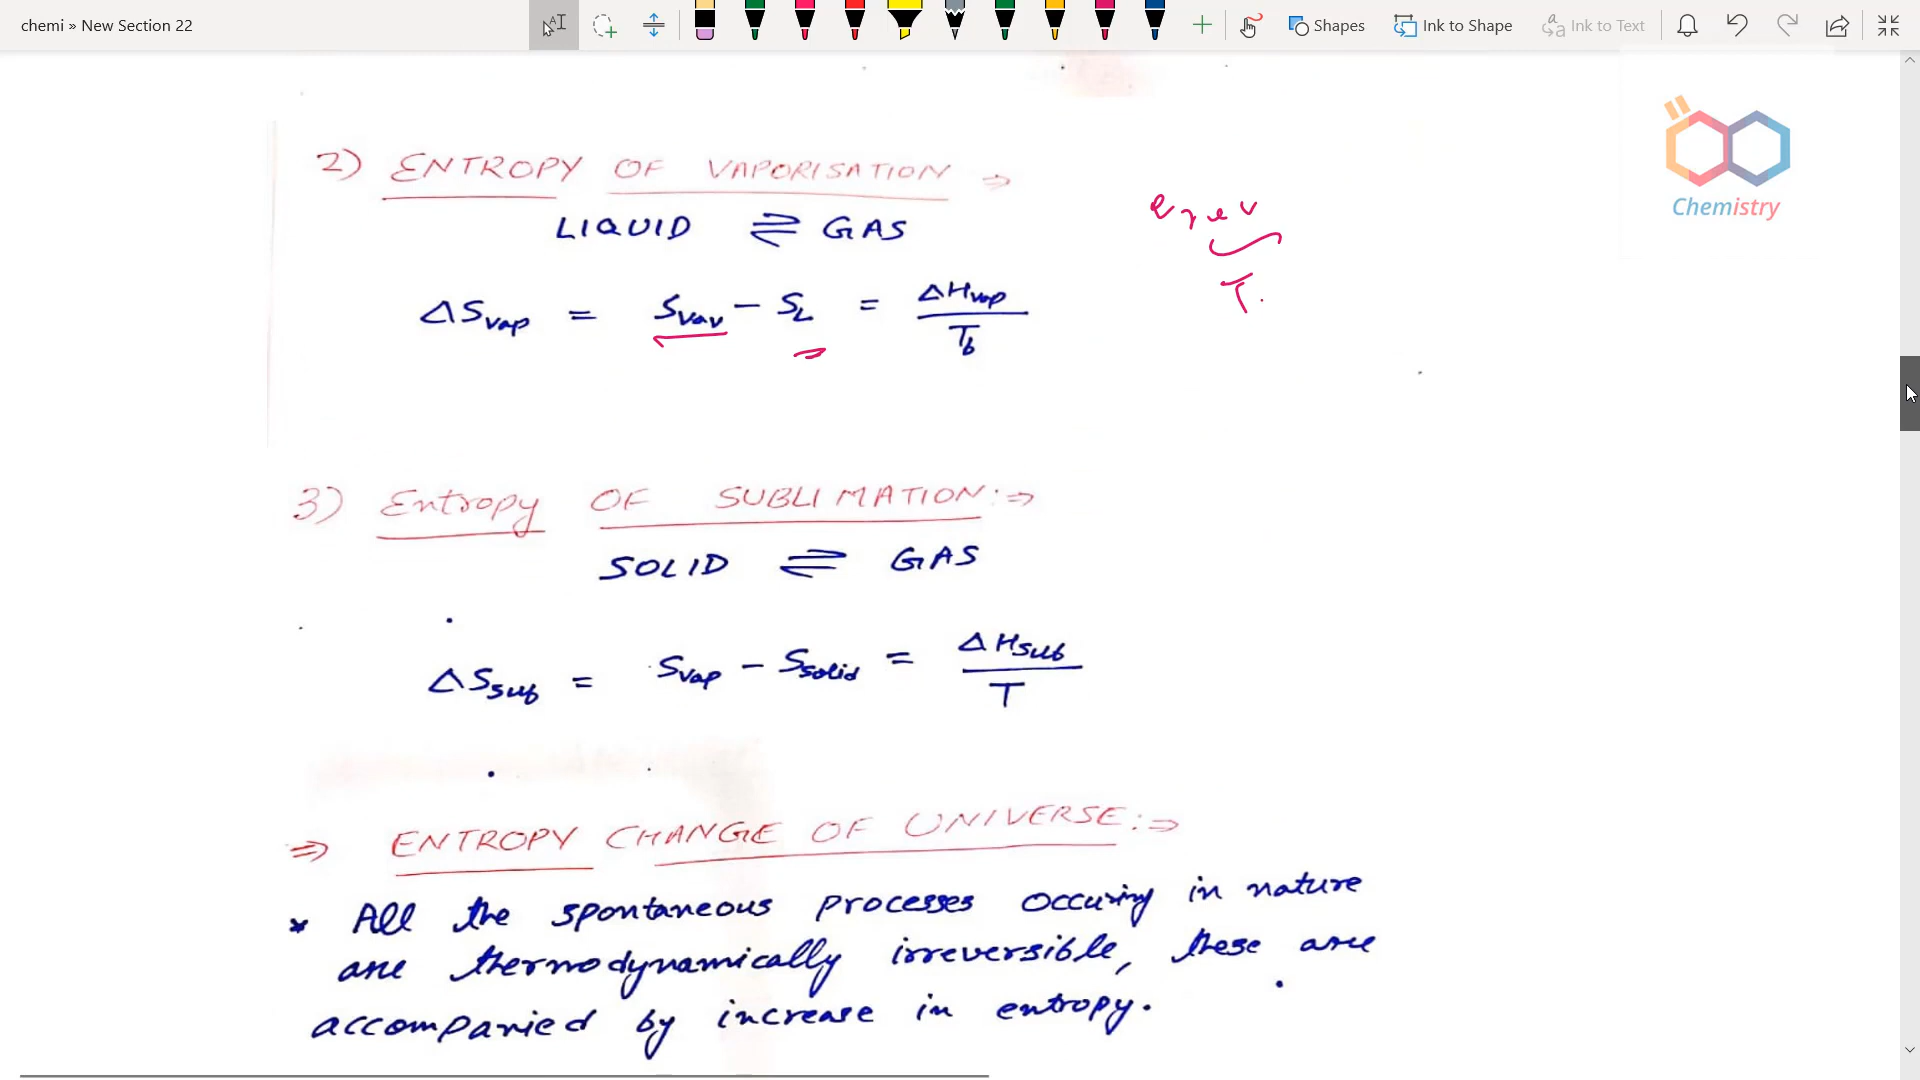 chemi » New Section 22
Shapes
Ink to Shape
Ink to Text
Chemistry
2) ENTROPY OF VAPORISATION ⇒
LIQUID ⇌ GAS
ΔSvap = Svav - SL = ΔHvap / Tb
qrev
T
3) Entropy OF SUBLIMATION :⇒
SOLID ⇌ GAS
ΔSsub = Svap - Ssolid = ΔHsub / T
⇒ ENTROPY CHANGE OF UNIVERSE :⇒
* All the spontaneous processes occuring in nature
are thermodynamically irreversible, these are
accompanied by increase in entropy.